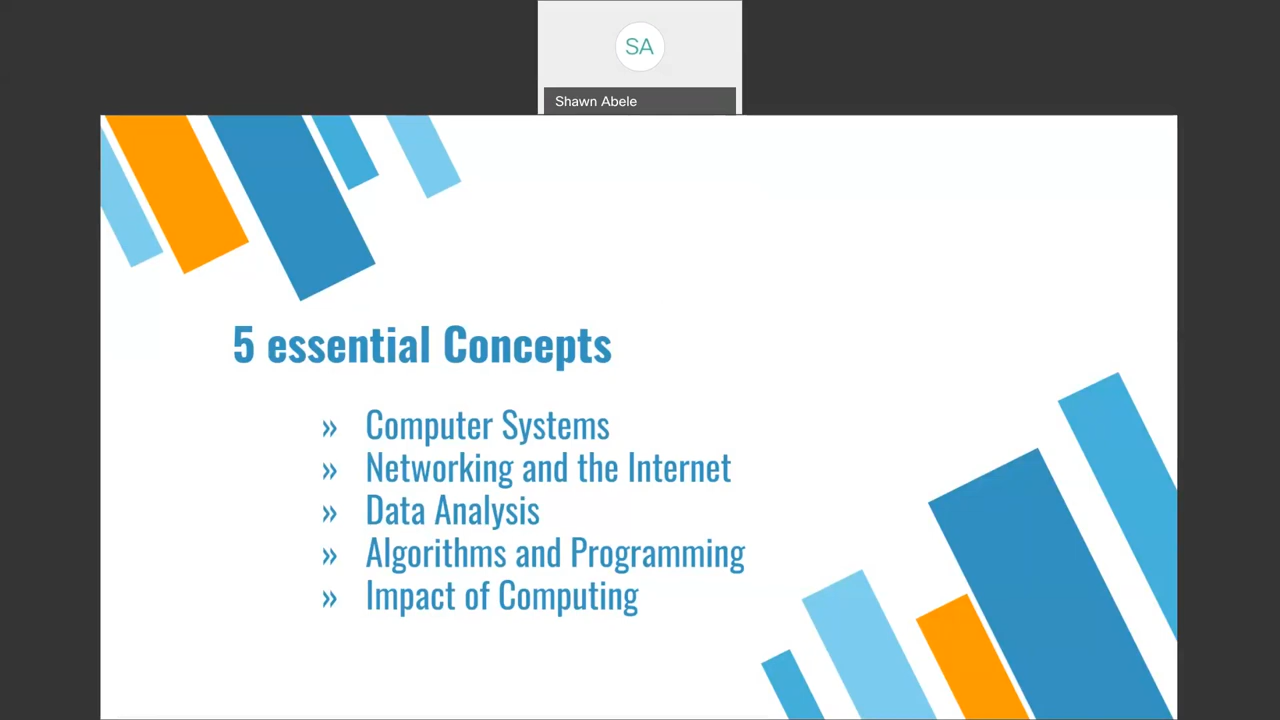 SA
Shawn Abele
5 essential Concepts
» Computer Systems
» Networking and the Internet
» Data Analysis
» Algorithms and Programming
» Impact of Computing